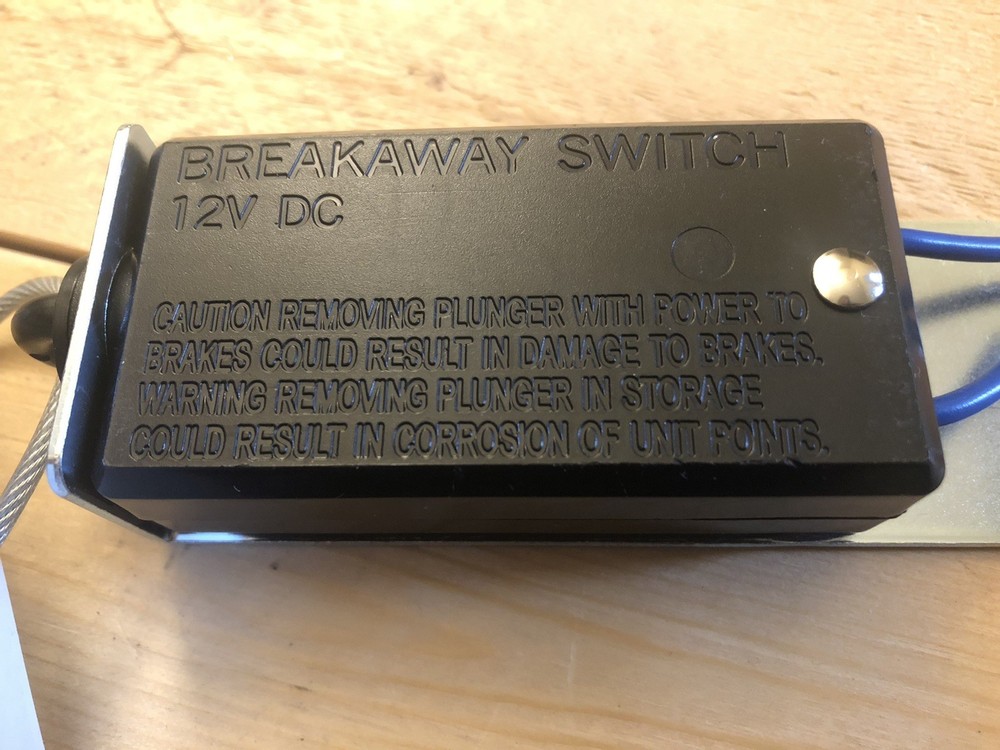 BREAKAWAY SWITCH
12V DC
CAUTION REMOVING PLUNGER WITH POWER TO
BRAKES COULD RESULT IN DAMAGE TO BRAKES.
WARNING REMOVING PLUNGER IN STORAGE
COULD RESULT IN CORROSION OF UNIT POINTS.